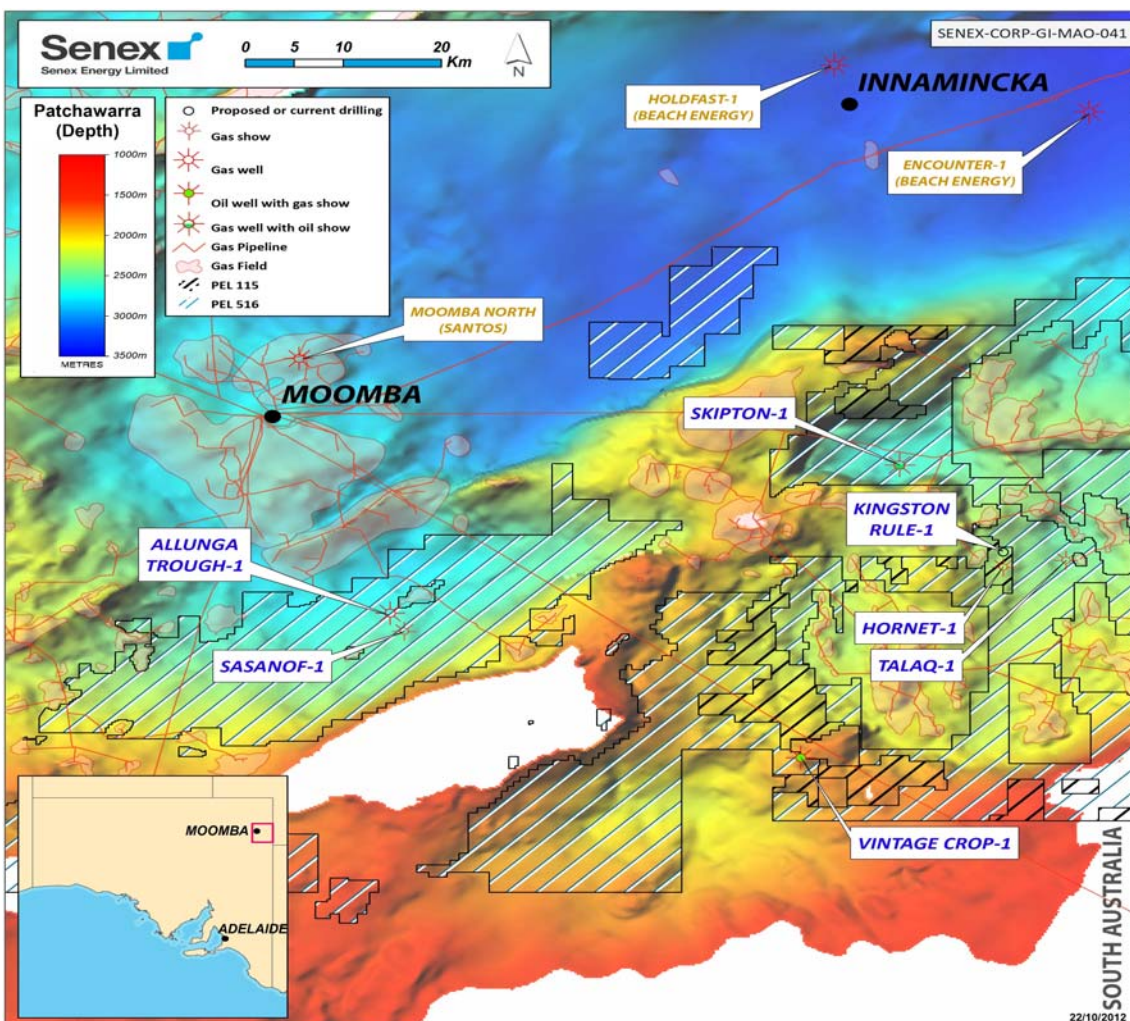 Senex
Senex Energy Limited
0 5 10 20
Km
N
SENEX-CORP-GI-MAO-041
Patchawarra
(Depth)
1000m
1500m
2000m
2500m
3000m
3500m
METRES
Proposed or current drilling
Gas show
Gas well
Oil well with gas show
Gas well with oil show
Gas Pipeline
Gas Field
PEL 115
PEL 516
HOLDFAST-1
(BEACH ENERGY)
INNAMINCKA
ENCOUNTER-1
(BEACH ENERGY)
MOOMBA NORTH
(SANTOS)
MOOMBA
SKIPTON-1
KINGSTON
RULE-1
ALLUNGA
TROUGH-1
HORNET-1
SASANOF-1
TALAQ-1
VINTAGE CROP-1
MOOMBA
ADELAIDE
SOUTH AUSTRALIA
22/10/2012